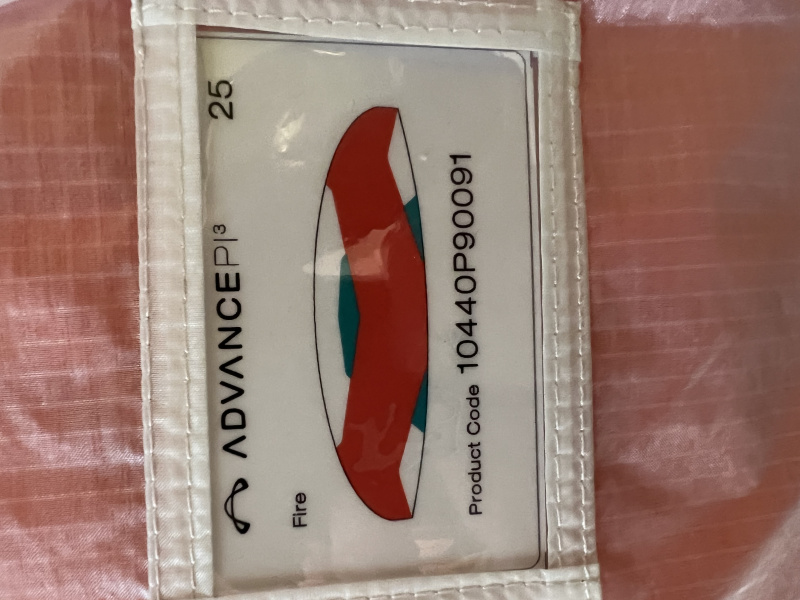 ADVANCE PI³ 25
Fire
Product Code 10440P90091